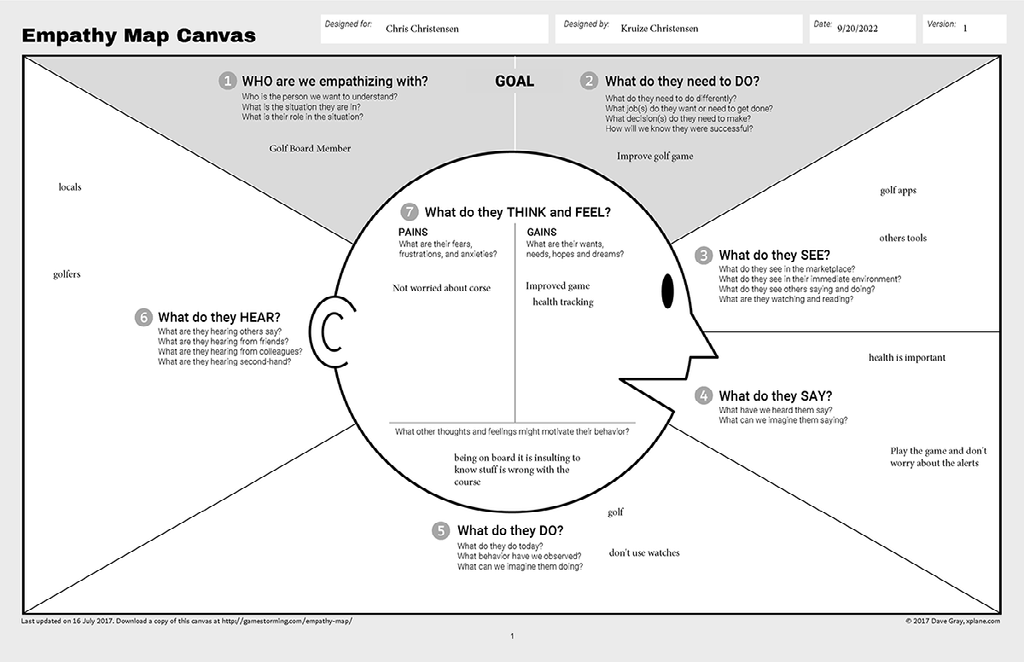 Empathy Map Canvas
Designed for: Chris Christensen
Designed by: Kruize Christensen
Date: 9/20/2022
Version: 1
1 WHO are we empathizing with?
Who is the person we want to understand?
What is the situation they are in?
What is their role in the situation?
Golf Board Member
GOAL
2 What do they need to DO?
What do they need to do differently?
What job(s) do they want or need to get done?
What decision(s) do they need to make?
How will we know they were successful?
Improve golf game
golf apps
others tools
3 What do they SEE?
What do they see in the marketplace?
What do they see in their immediate environment?
What do they see others saying and doing?
What are they watching and reading?
health is important
4 What do they SAY?
What have we heard them say?
What can we imagine them saying?
Play the game and don't
worry about the alerts
golf
5 What do they DO?
What do they do today?
What behavior have we observed?
What can we imagine them doing?
don't use watches
locals
golfers
6 What do they HEAR?
What are they hearing others say?
What are they hearing from friends?
What are they hearing from colleagues?
What are they hearing second-hand?
7 What do they THINK and FEEL?
PAINS
What are their fears,
frustrations, and anxieties?
Not worried about corse
GAINS
What are their wants,
needs, hopes and dreams?
Improved game
health tracking
What other thoughts and feelings might motivate their behavior?
being on board it is insulting to
know stuff is wrong with the
course
Last updated on 16 July 2017. Download a copy of this canvas at http://gamestorming.com/empathy-map/
© 2017 Dave Gray, xplane.com
1